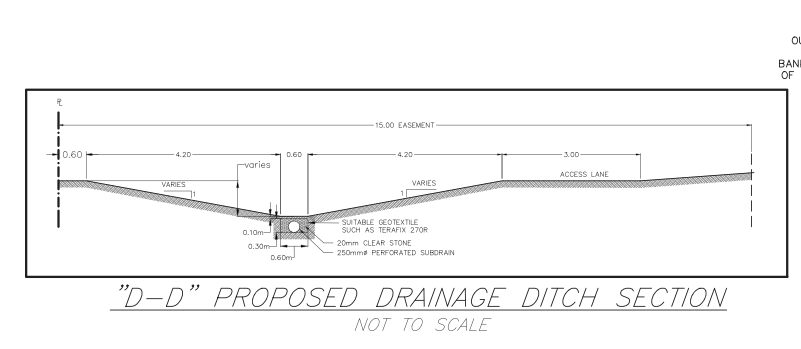 OU
BAN
OF
℄
15.00 EASEMENT
0.60
4.20
0.60
4.20
3.00
varies
VARIES
1
VARIES
1
ACCESS LANE
SUITABLE GEOTEXTILE
SUCH AS TERAFIX 270R
0.10m
0.30m
20mm CLEAR STONE
250mmø PERFORATED SUBDRAIN
0.60m
"D-D" PROPOSED DRAINAGE DITCH SECTION
NOT TO SCALE